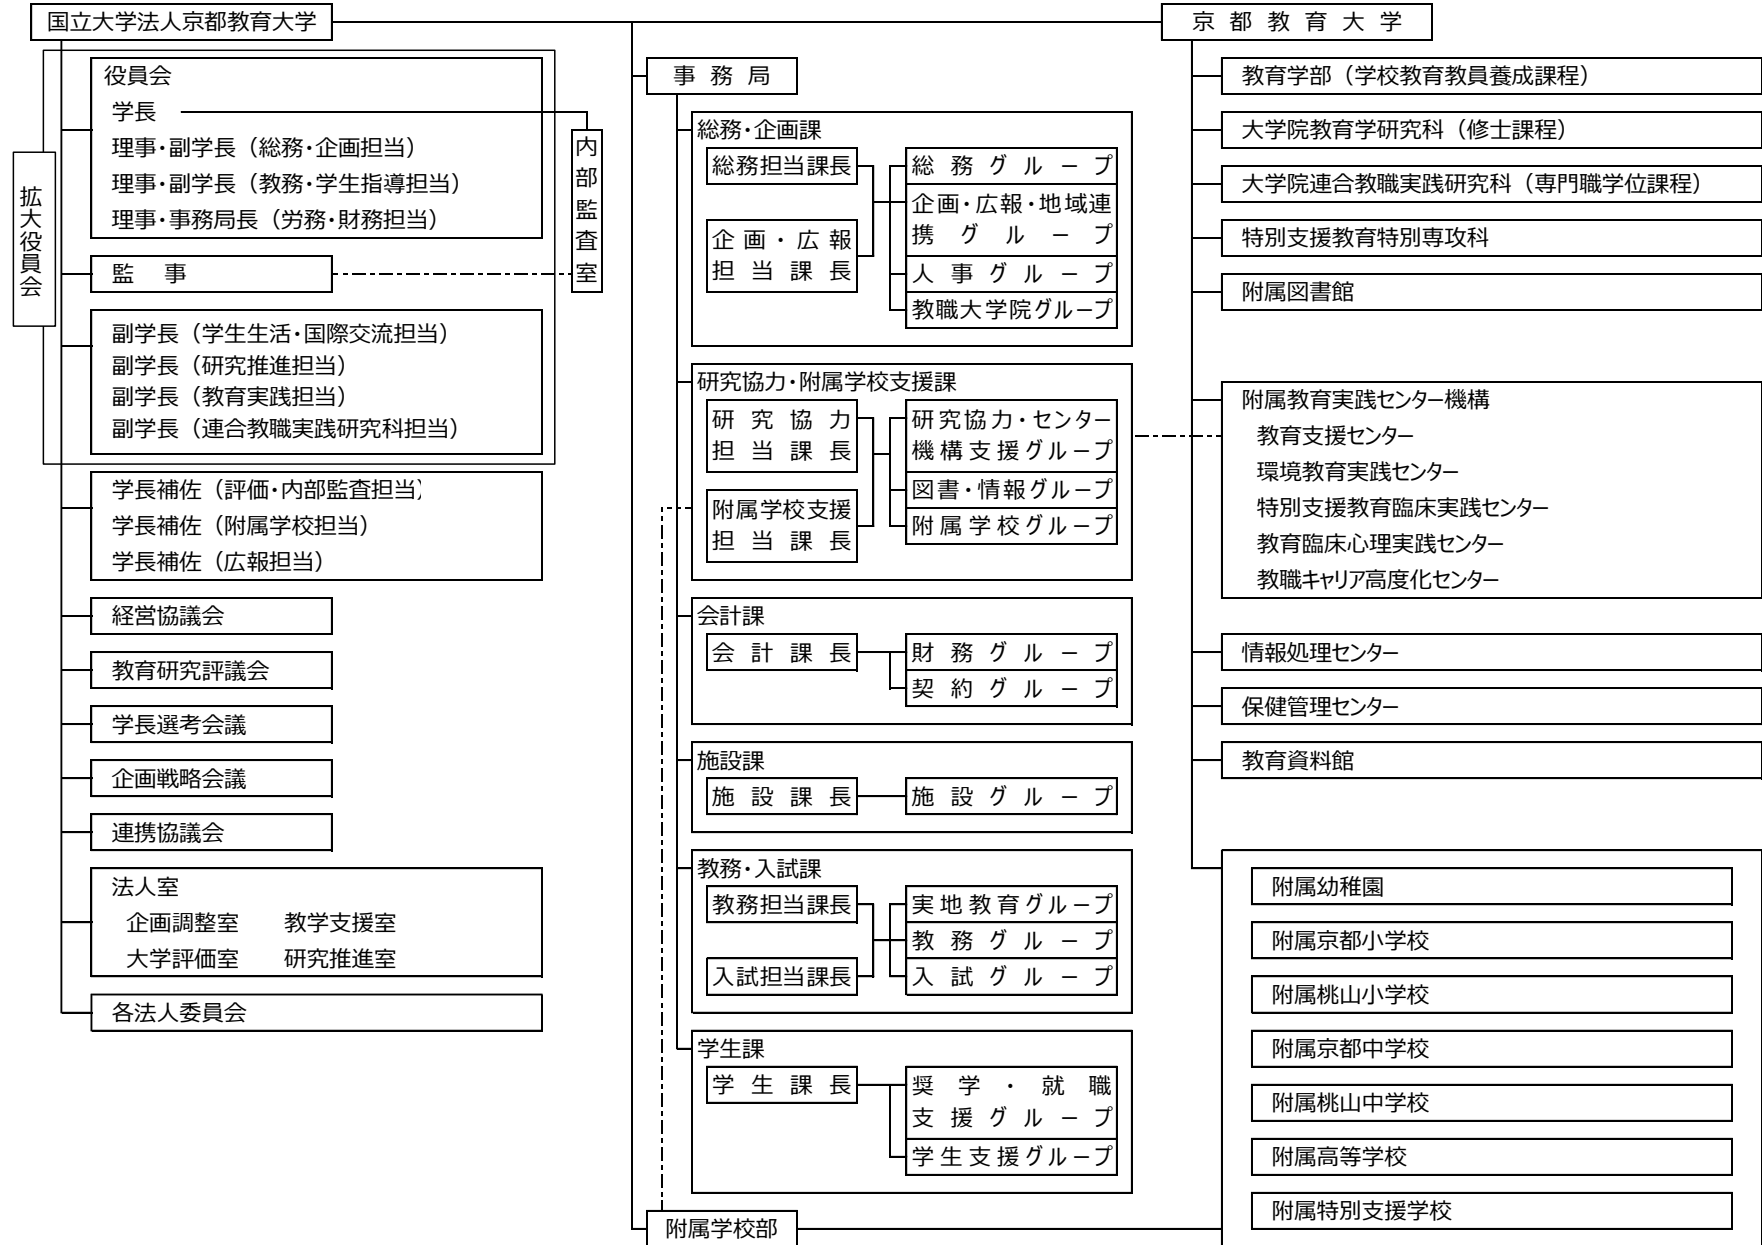 国立大学法人京都教育大学
拡大役員会
役員会
学長
理事・副学長（総務・企画担当）
理事・副学長（教務・学生指導担当）
理事・事務局長（労務・財務担当）
内部監査室
監 事
副学長（学生生活・国際交流担当）
副学長（研究推進担当）
副学長（教育実践担当）
副学長（連合教職実践研究科担当）
学長補佐（評価・内部監査担当）
学長補佐（附属学校担当）
学長補佐（広報担当）
経営協議会
教育研究評議会
学長選考会議
企画戦略会議
連携協議会
法人室
企画調整室 教学支援室
大学評価室 研究推進室
各法人委員会
事 務 局
総務・企画課
総務担当課長
企画・広報
担当課長
総務グループ
企画・広報・地域連
携グループ
人事グループ
教職大学院グループ
研究協力・附属学校支援課
研究協力
担当課長
附属学校支援
担当課長
研究協力・センター
機構支援グループ
図書・情報グループ
附属学校グループ
会計課
会計課長
財務グループ
契約グループ
施設課
施設課長
施設グループ
教務・入試課
教務担当課長
入試担当課長
実地教育グループ
教務グループ
入試グループ
学生課
学生課長
奨学・就職
支援グループ
学生支援グループ
附属学校部
京 都 教 育 大 学
教育学部（学校教育教員養成課程）
大学院教育学研究科（修士課程）
大学院連合教職実践研究科（専門職学位課程）
特別支援教育特別専攻科
附属図書館
附属教育実践センター機構
教育支援センター
環境教育実践センター
特別支援教育臨床実践センター
教育臨床心理実践センター
教職キャリア高度化センター
情報処理センター
保健管理センター
教育資料館
附属幼稚園
附属京都小学校
附属桃山小学校
附属京都中学校
附属桃山中学校
附属高等学校
附属特別支援学校